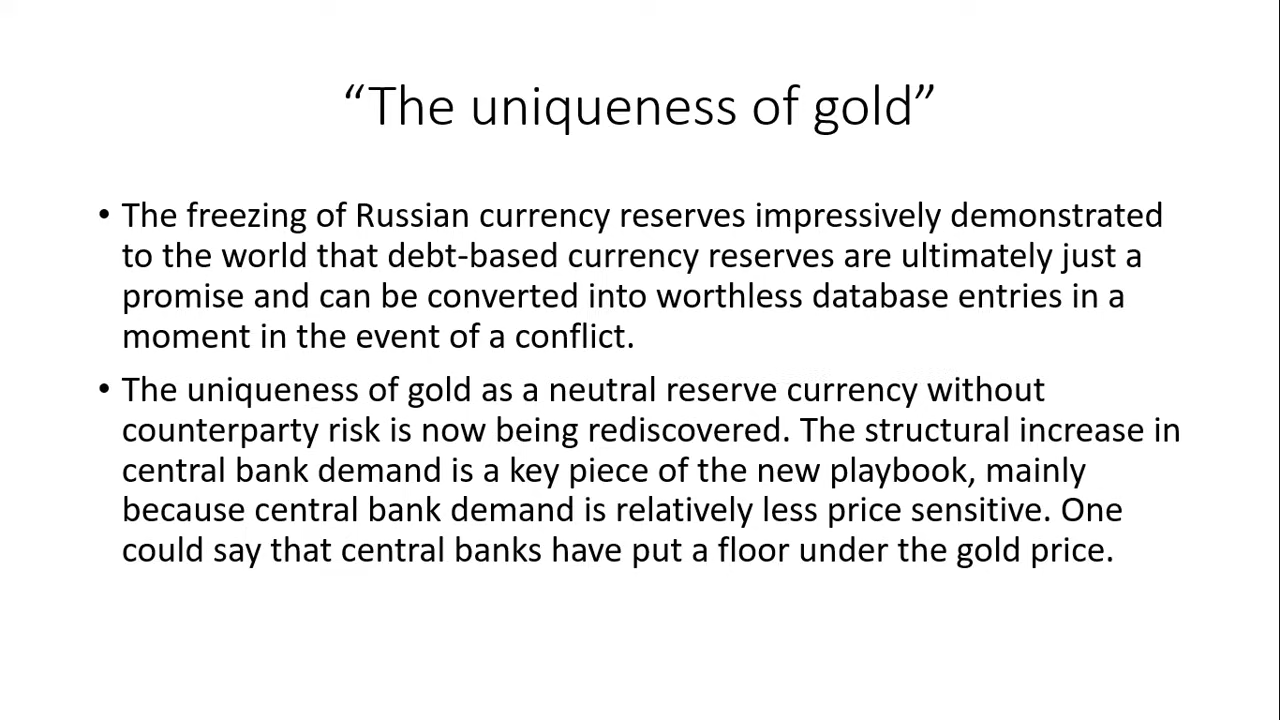 “The uniqueness of gold”
• The freezing of Russian currency reserves impressively demonstrated
to the world that debt-based currency reserves are ultimately just a
promise and can be converted into worthless database entries in a
moment in the event of a conflict.
• The uniqueness of gold as a neutral reserve currency without
counterparty risk is now being rediscovered. The structural increase in
central bank demand is a key piece of the new playbook, mainly
because central bank demand is relatively less price sensitive. One
could say that central banks have put a floor under the gold price.